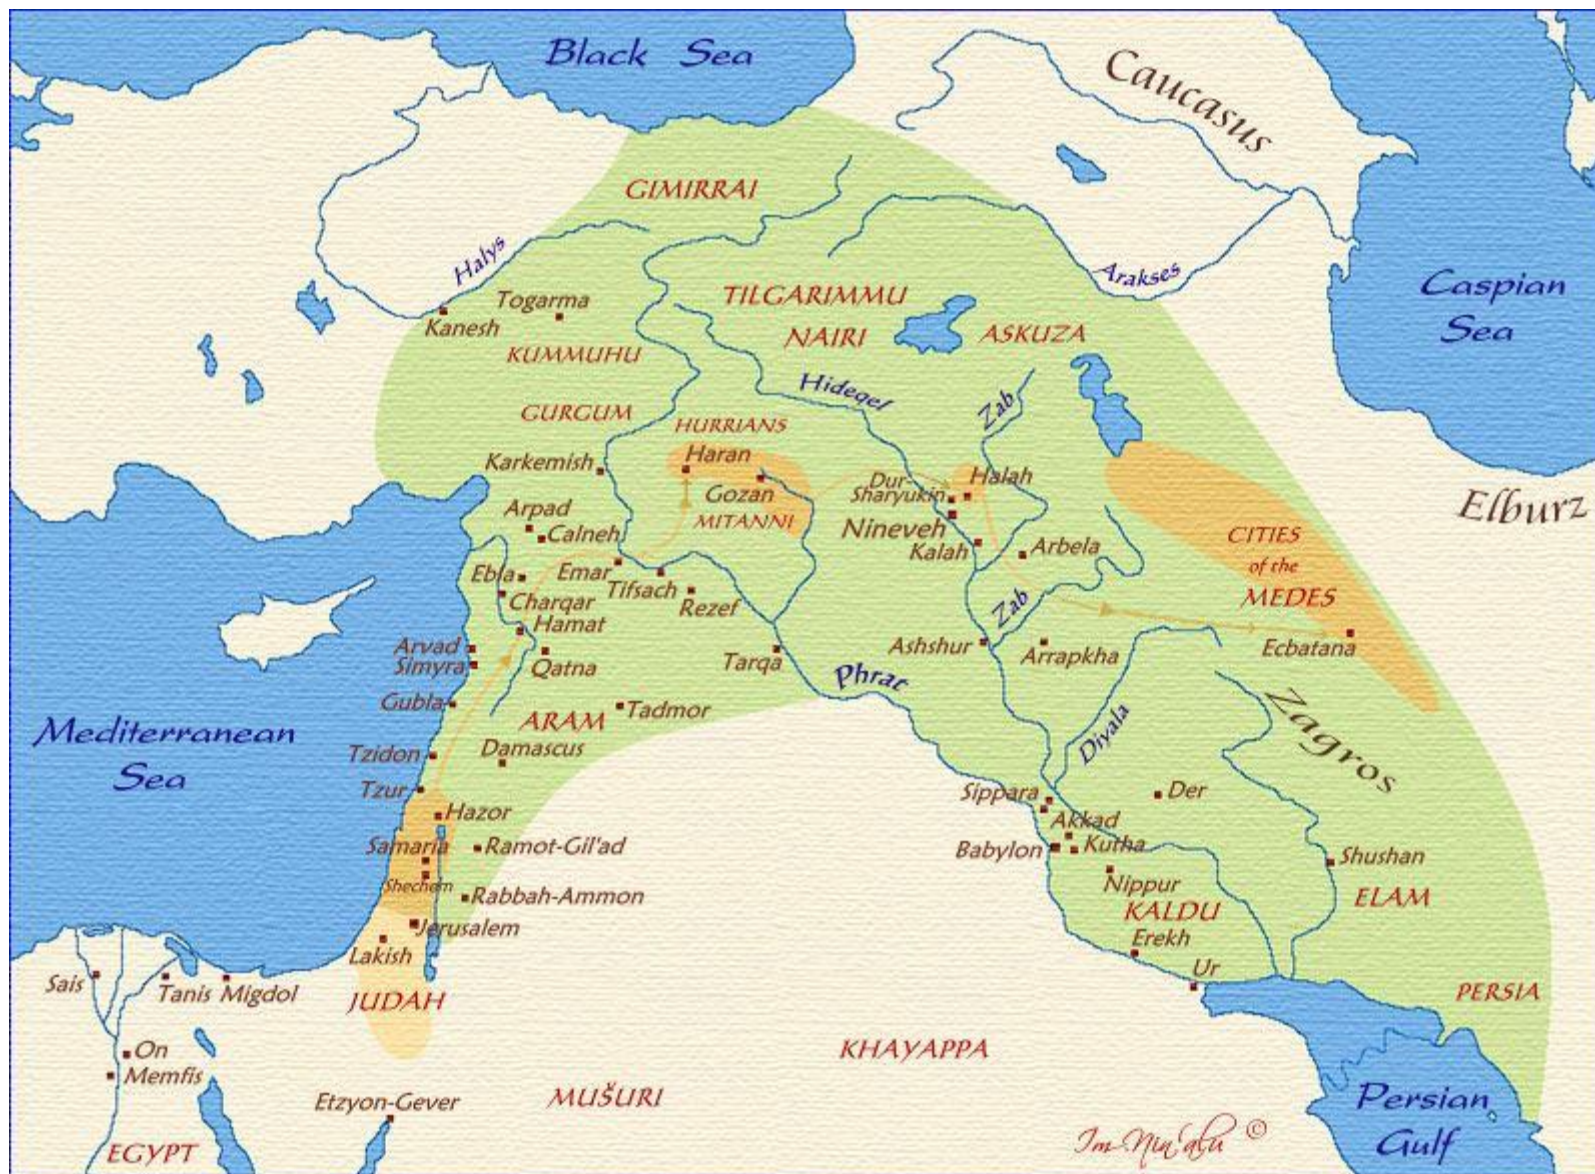 Black Sea
Caucasus
GIMIRRAI
Halys
Arakses
Caspian
Sea
TILGARIMMU
Togarma
Kanesh
NAIRI
ASKUZA
KUMMUHU
Hideqel
Zab
GURGUM
HURRIANS
Karkemish
Haran
Dur-
Sharyukin
Halah
Gozan
MITANNI
Elburz
Arpad
Calneh
Nineveh
Kalah
Arbela
CITIES
of the
MEDES
Ebla
Emar
Tifsach
Rezef
Charqar
Hamat
Zab
Arvad
Simyra
Qatna
Tarqa
Ashshur
Arrapkha
Ecbatana
Phrat
Gubla
Tadmor
ARAM
Zagros
Diyala
Mediterranean
Sea
Tzidon
Damascus
Tzur
Sippara
Der
Hazor
Akkad
Samaria
Ramot-Gil'ad
Babylon
Kutha
Shushan
Shechem
Rabbah-Ammon
Nippur
ELAM
KALDU
Jerusalem
Lakish
Erekh
Ur
Sais
Tanis
Migdol
JUDAH
PERSIA
On
Memfis
KHAYAPPA
Etzyon-Gever
MUŠURI
Persian
Gulf
EGYPT
Im Nin'alu ©